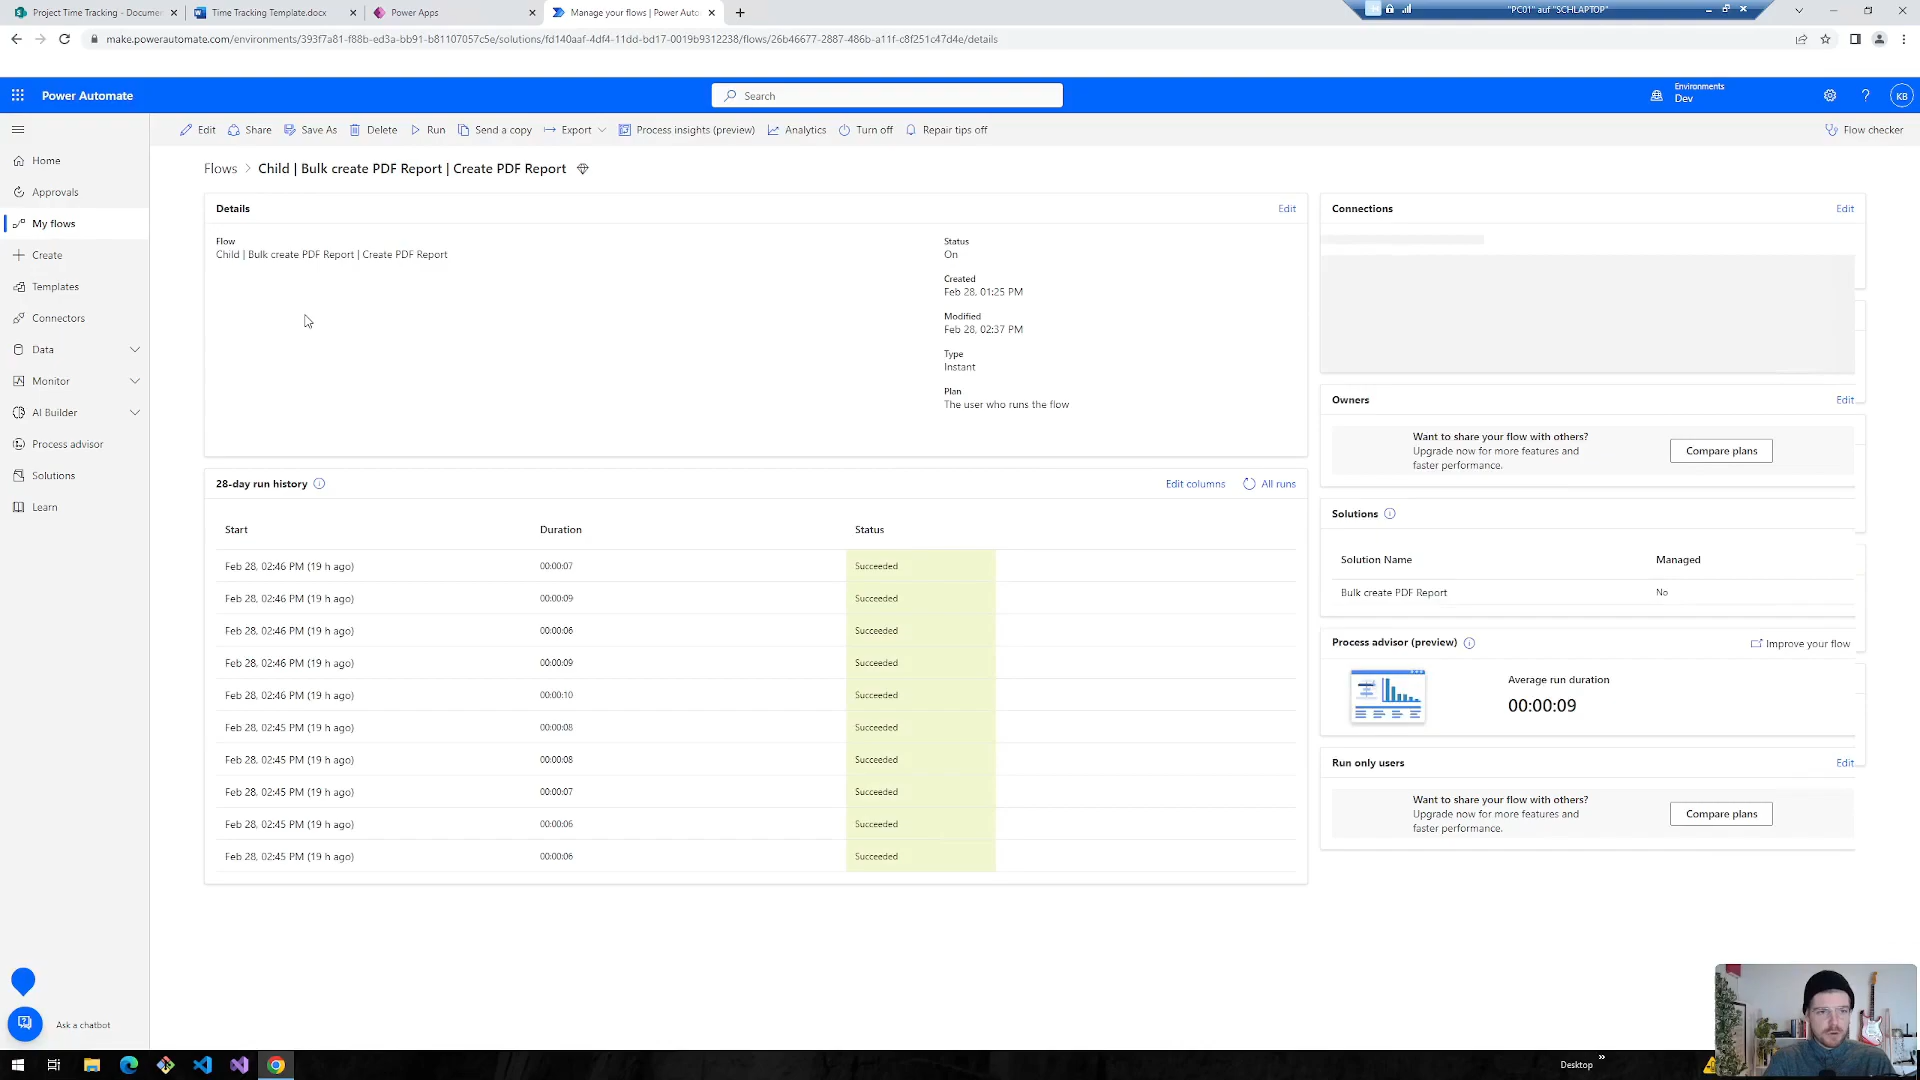 Project Time Tracking - Documen
Time Tracking Template.docx
Power Apps
Manage your flows | Power Auto
"PC01" auf "SCHLAPTOP"
make.powerautomate.com/environments/393f7a81-f88b-ed3a-bb91-b81107057c5e/solutions/fd140aaf-4df4-11dd-bd17-0019b9312238/flows/26b46677-2887-486b-a11f-c8f251c47d4e/details
Power Automate
Search
Environments
Dev
KB
Edit
Share
Save As
Delete
Run
Send a copy
Export
Process insights (preview)
Analytics
Turn off
Repair tips off
Flow checker
Home
Approvals
My flows
Create
Templates
Connectors
Data
Monitor
AI Builder
Process advisor
Solutions
Learn
Ask a chatbot
Flows > Child | Bulk create PDF Report | Create PDF Report
Details
Edit
Flow
Child | Bulk create PDF Report | Create PDF Report
Status
On
Created
Feb 28, 01:25 PM
Modified
Feb 28, 02:37 PM
Type
Instant
Plan
The user who runs the flow
28-day run history
Edit columns
All runs
Start Duration Status
Feb 28, 02:46 PM (19 h ago) 00:00:07 Succeeded
Feb 28, 02:46 PM (19 h ago) 00:00:09 Succeeded
Feb 28, 02:46 PM (19 h ago) 00:00:06 Succeeded
Feb 28, 02:46 PM (19 h ago) 00:00:09 Succeeded
Feb 28, 02:46 PM (19 h ago) 00:00:10 Succeeded
Feb 28, 02:45 PM (19 h ago) 00:00:08 Succeeded
Feb 28, 02:45 PM (19 h ago) 00:00:08 Succeeded
Feb 28, 02:45 PM (19 h ago) 00:00:07 Succeeded
Feb 28, 02:45 PM (19 h ago) 00:00:06 Succeeded
Feb 28, 02:45 PM (19 h ago) 00:00:06 Succeeded
Connections
Edit
Owners
Edit
Want to share your flow with others?
Upgrade now for more features and
faster performance.
Compare plans
Solutions
Solution Name Managed
Bulk create PDF Report No
Process advisor (preview)
Improve your flow
Average run duration
00:00:09
Run only users
Edit
Want to share your flow with others?
Upgrade now for more features and
faster performance.
Compare plans
Desktop